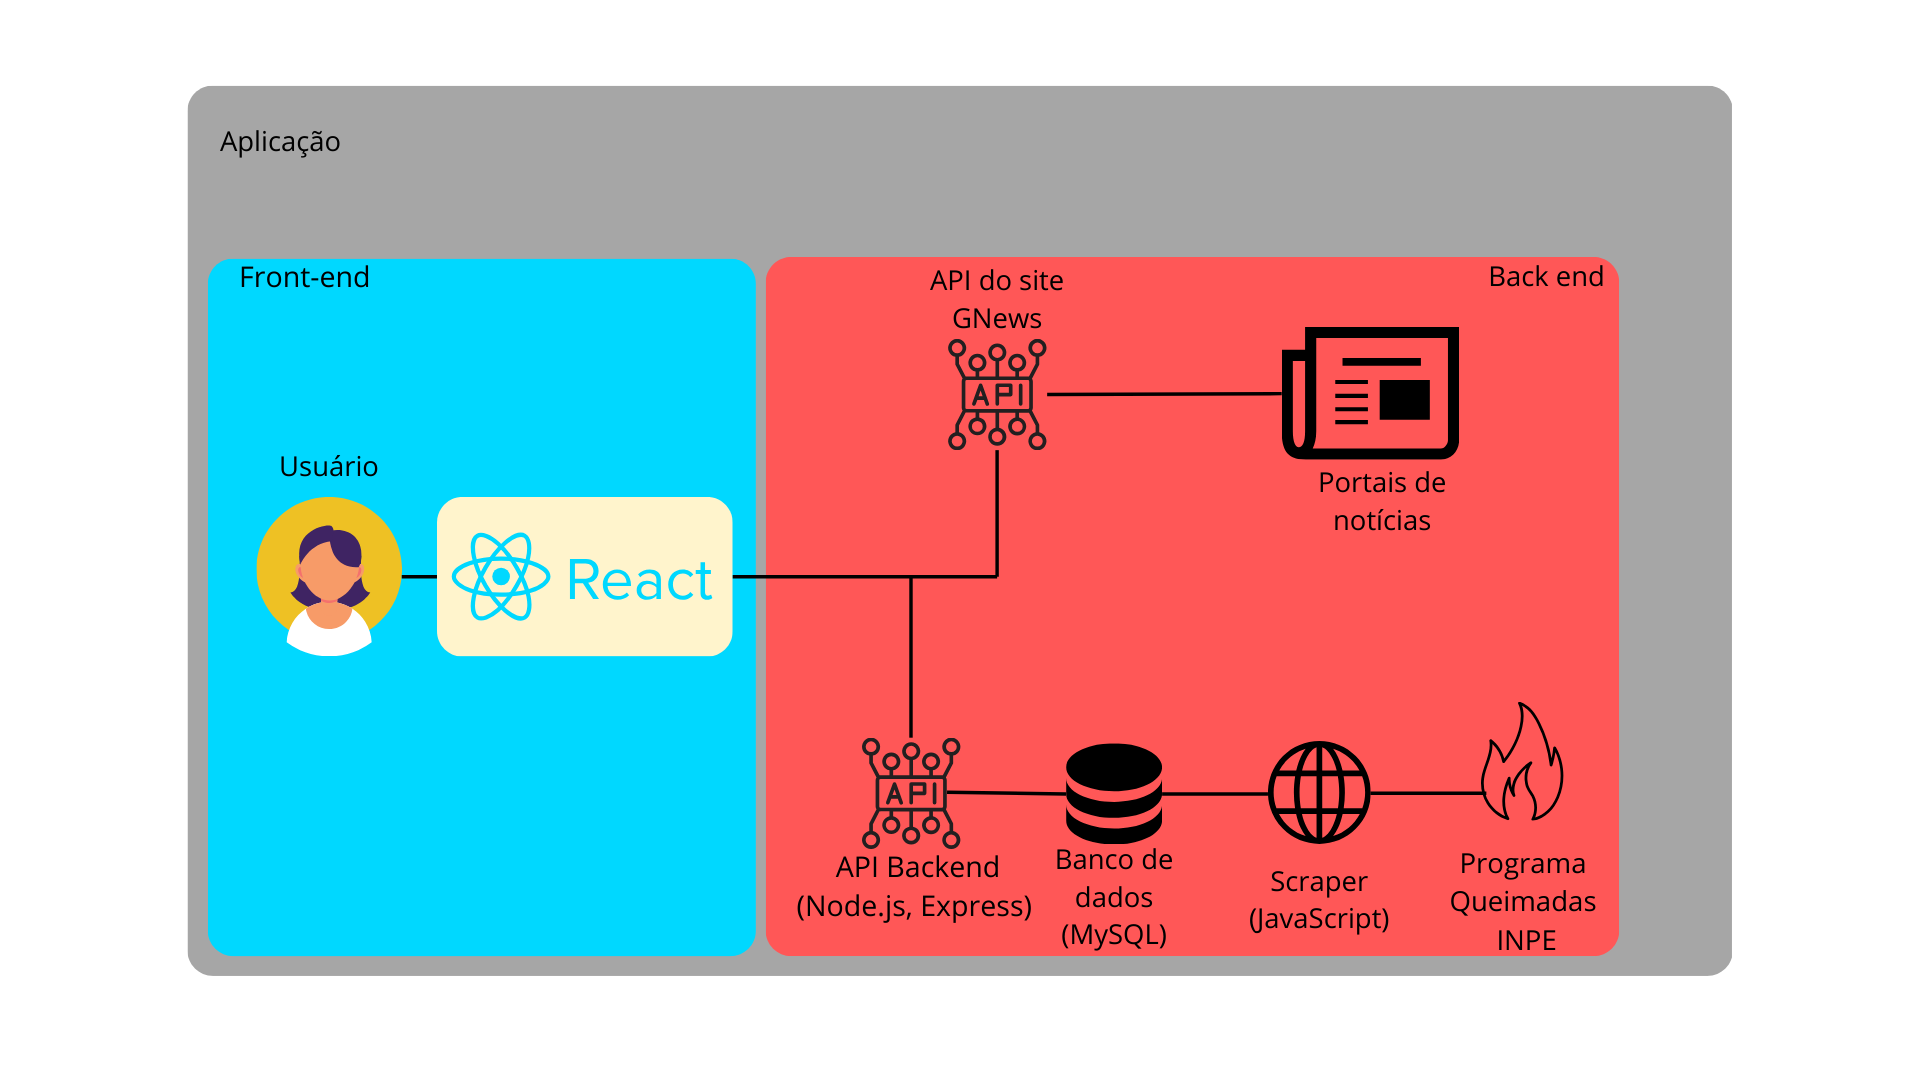 Aplicação
Front-end
Usuário
React
Back end
API do site
GNews
API
Portais de
notícias
API
API Backend
(Node.js, Express)
Banco de
dados
(MySQL)
Scraper
(JavaScript)
Programa
Queimadas
INPE